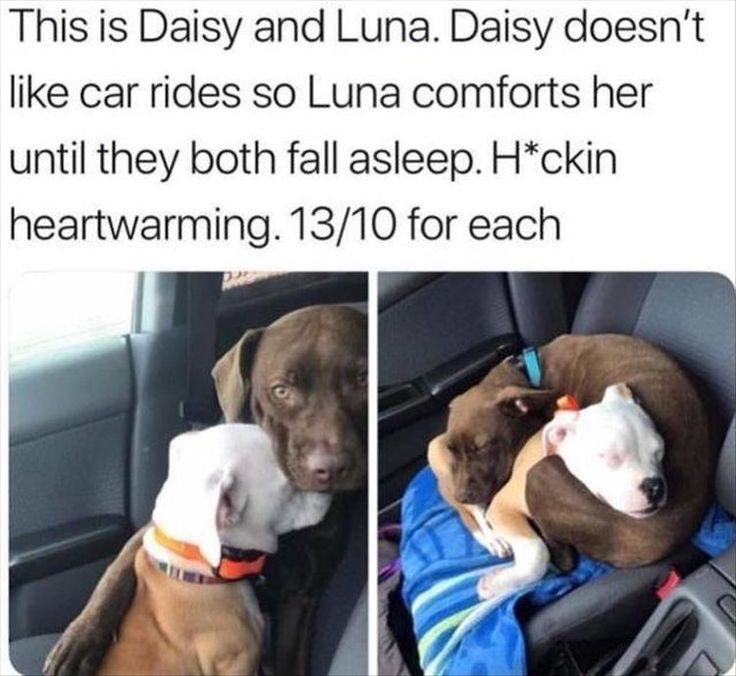 This is Daisy and Luna. Daisy doesn't
like car rides so Luna comforts her
until they both fall asleep. H*ckin
heartwarming. 13/10 for each